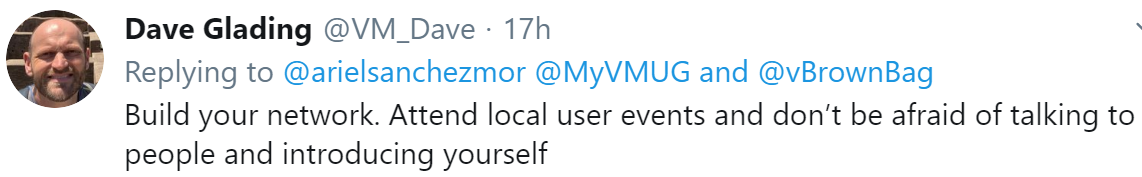 Dave Glading @VM_Dave · 17h
Replying to @arielsanchezmor @MyVMUG and @vBrownBag
Build your network. Attend local user events and don’t be afraid of talking to
people and introducing yourself